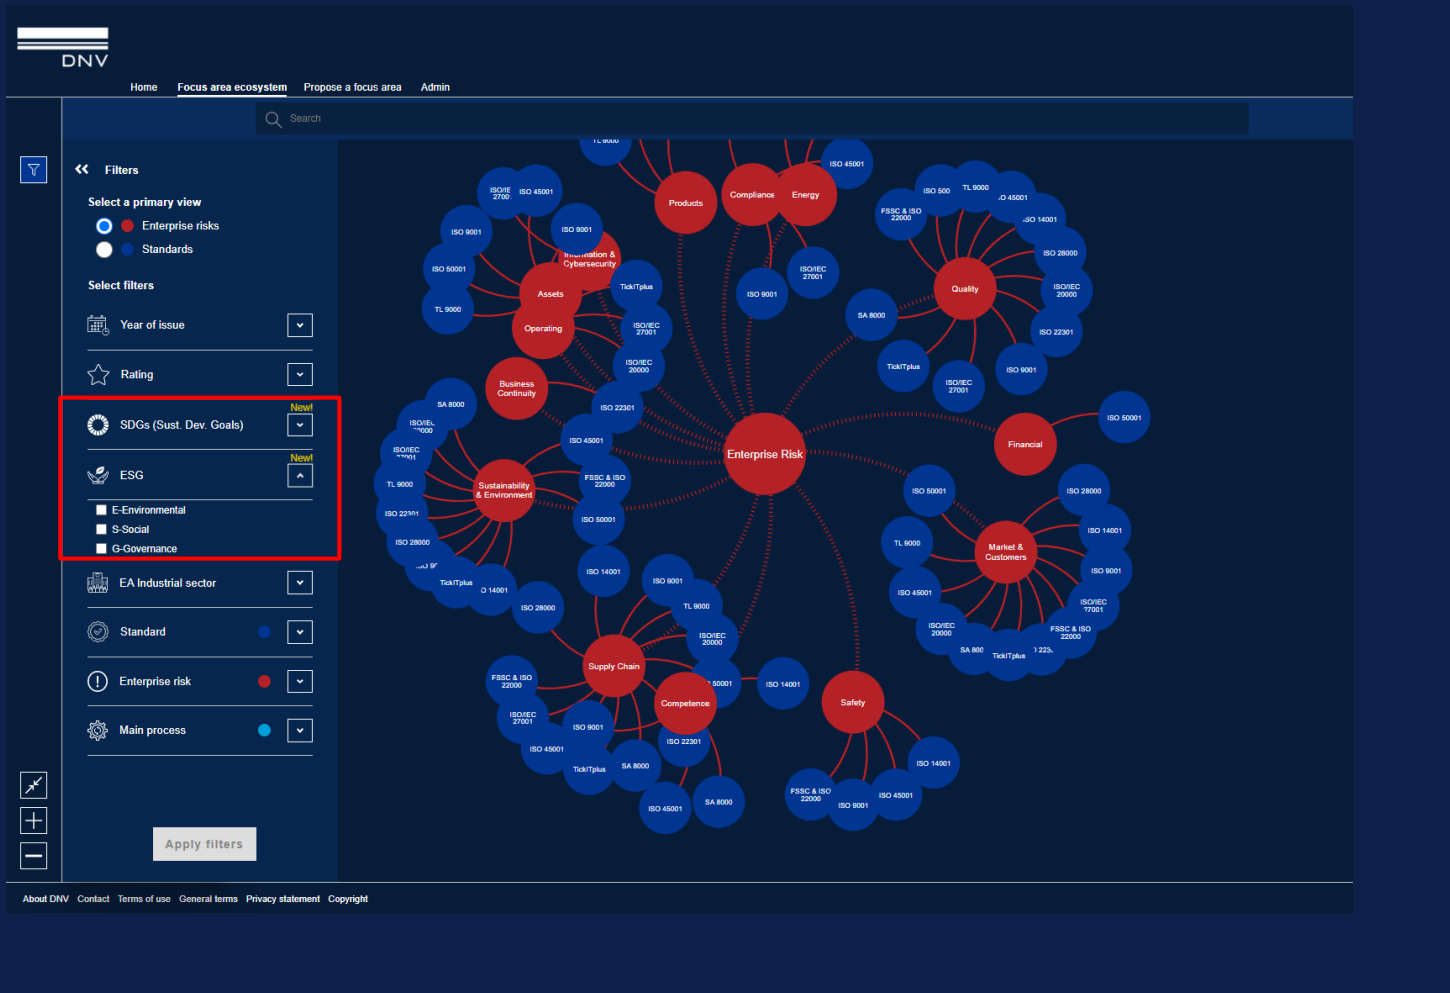 DNV
Home Focus area ecosystem Propose a focus area Admin
Search
Filters
Select a primary view
Enterprise risks
Standards
Select filters
Year of issue
Rating
New!
SDGs (Sust. Dev. Goals)
New!
ESG
E-Environmental
S-Social
G-Governance
EA Industrial sector
Standard
Enterprise risk
Main process
Apply filters
TL 9000
Products
Compliance
Energy
ISO 45001
ISO 9001
ISO/IEC
27001
ISO 45001
ISO 9001
ISO 9001
ISO 50001
TL 9000
Cybersecurity
Assets
Operating
TickITplus
ISO/IEC
27001
ISO/IEC
20000
Business
Continuity
ISO 22301
ISO 45001
FSSC & ISO
22000
ISO 50001
SA 8000
TL 9000
ISO 22301
ISO 28000
TickITplus
Sustainability
& Environment
Enterprise Risk
TL 9000
ISO 14001
ISO 28000
ISO/IEC
20000
ISO 22301
ISO 9001
ISO/IEC
27001
TickITplus
SA 8000
FSSC & ISO
22000
Quality
Financial
ISO 50001
ISO 50001
ISO 28000
ISO 14001
ISO 9001
ISO/IEC
FSSC & ISO
22000
TickITplus
ISO/IEC
20000
ISO 45001
TL 9000
Market &
Customers
ISO 14001
ISO 28000
ISO 9001
TL 9000
ISO/IEC
20000
Supply Chain
FSSC & ISO
22000
ISO/IEC
27001
ISO 9001
ISO 45001
TickITplus
SA 8000
ISO 22301
Competence
ISO 14001
ISO 45001
SA 8000
Safety
ISO 14001
FSSC & ISO
22000
ISO 9001
ISO 45001
About DNV Contact Terms of use General terms Privacy statement Copyright